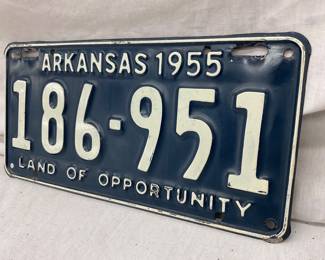 ARKANSAS 1955
186-951
LAND OF OPPORTUNITY